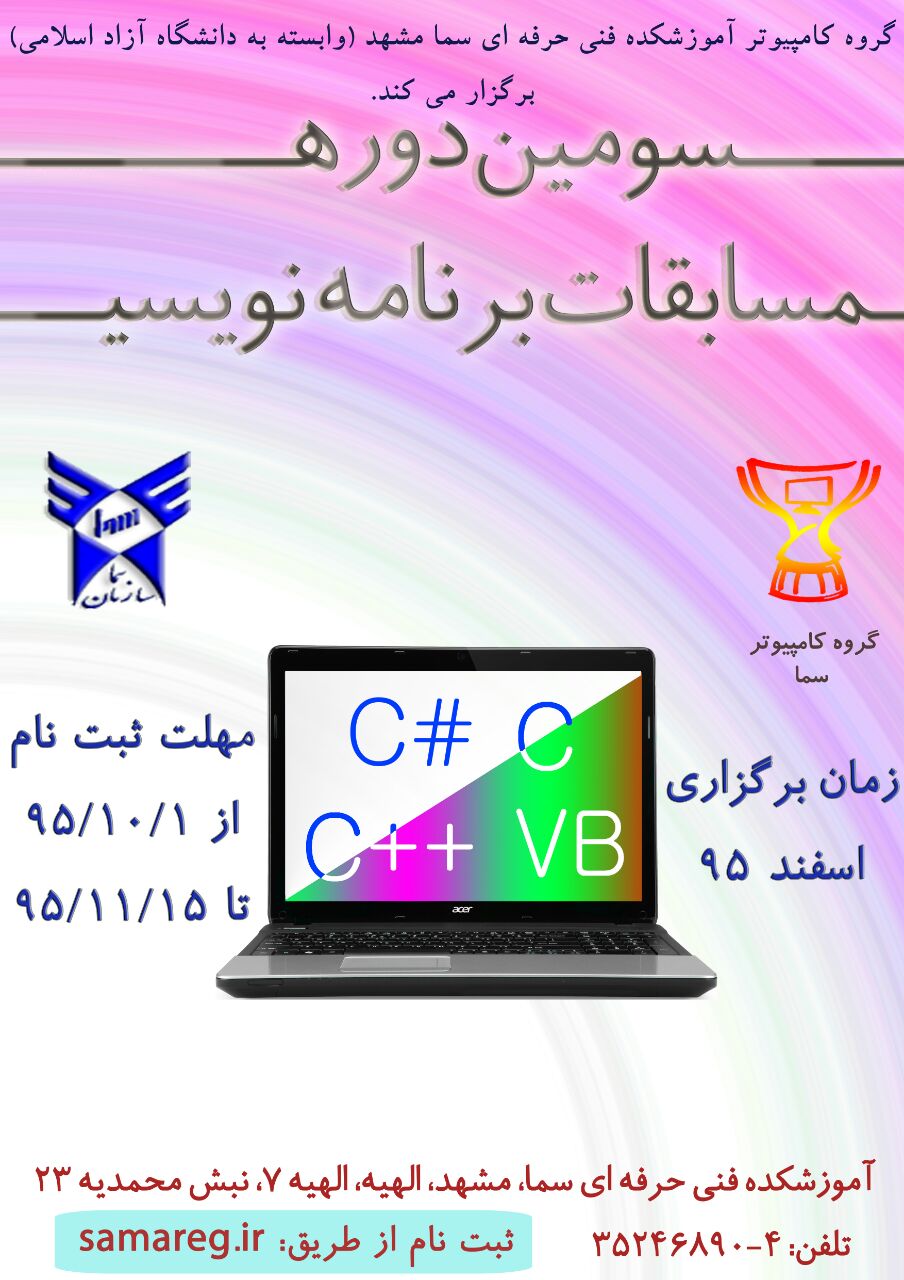 گروه کامپیوتر آموزشکده فنی حرفه ای سما مشهد (وابسته به دانشگاه آزاد اسلامی)
برگزار می کند.
سومین دوره
مسابقات برنامه نویسی
سما
سازمان سما
گروه کامپیوتر
سما
C# C
C++ VB
acer
مهلت ثبت نام
از ۹۵/۱۰/۱
تا ۹۵/۱۱/۱۵
زمان برگزاری
اسفند ۹۵
آموزشکده فنی حرفه ای سما، مشهد، الهیه، الهیه ۷، نبش محمدیه ۲۳
تلفن: ۴-۳۵۲۴۶۸۹۰
ثبت نام از طریق: samareg.ir